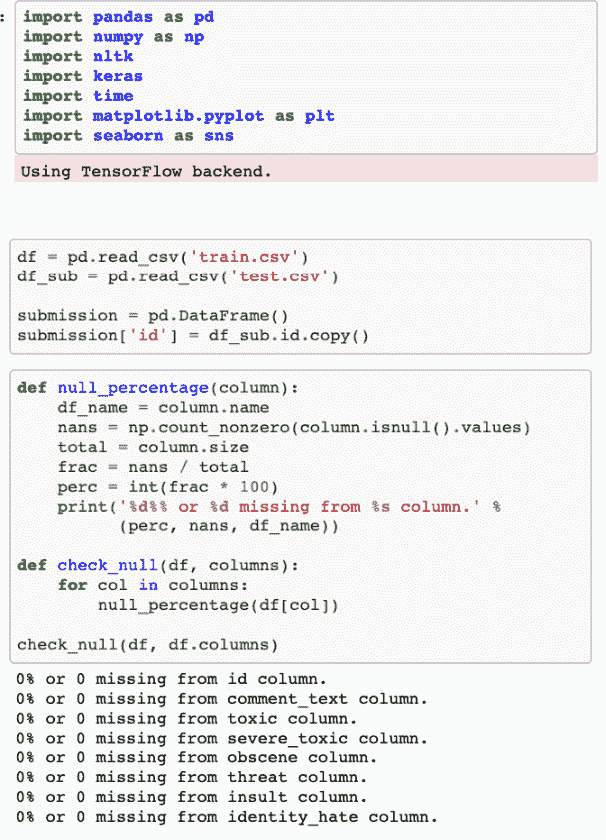 :
import pandas as pd
import numpy as np
import nltk
import keras
import time
import matplotlib.pyplot as plt
import seaborn as sns
Using TensorFlow backend.
df = pd.read_csv('train.csv')
df_sub = pd.read_csv('test.csv')
submission = pd.DataFrame()
submission['id'] = df_sub.id.copy()
def null_percentage(column):
    df_name = column.name
    nans = np.count_nonzero(column.isnull().values)
    total = column.size
    frac = nans / total
    perc = int(frac * 100)
    print('%d%% or %d missing from %s column.' %
          (perc, nans, df_name))
def check_null(df, columns):
    for col in columns:
        null_percentage(df[col])
check_null(df, df.columns)
0% or 0 missing from id column.
0% or 0 missing from comment_text column.
0% or 0 missing from toxic column.
0% or 0 missing from severe_toxic column.
0% or 0 missing from obscene column.
0% or 0 missing from threat column.
0% or 0 missing from insult column.
0% or 0 missing from identity_hate column.